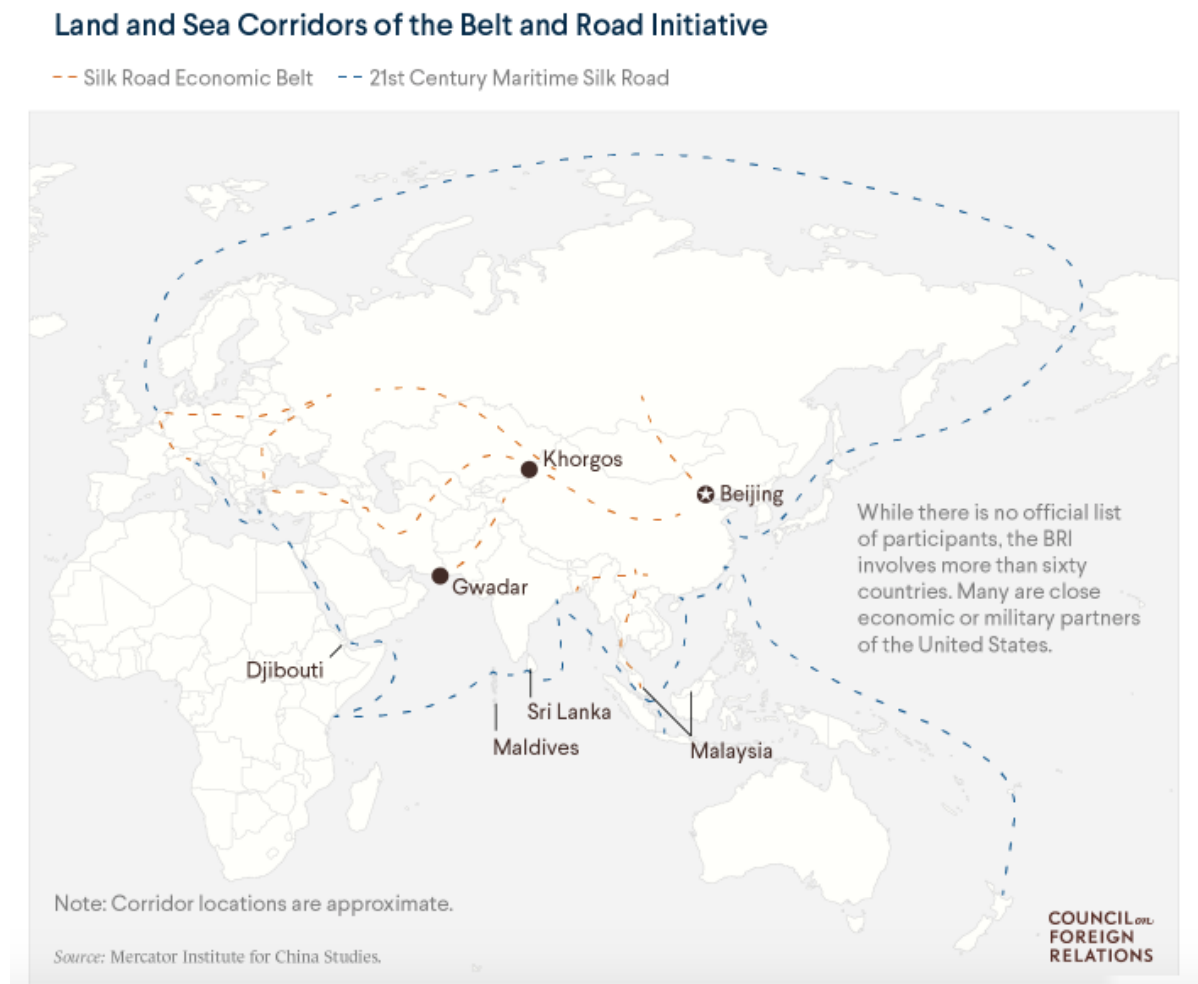 Land and Sea Corridors of the Belt and Road Initiative
Silk Road Economic Belt 21st Century Maritime Silk Road
Khorgos
Beijing
While there is no official list
of participants, the BRI
involves more than sixty
countries. Many are close
economic or military partners
of the United States.
Gwadar
Djibouti
Sri Lanka
Maldives
Malaysia
Note: Corridor locations are approximate.
Source: Mercator Institute for China Studies.
COUNCIL on
FOREIGN
RELATIONS